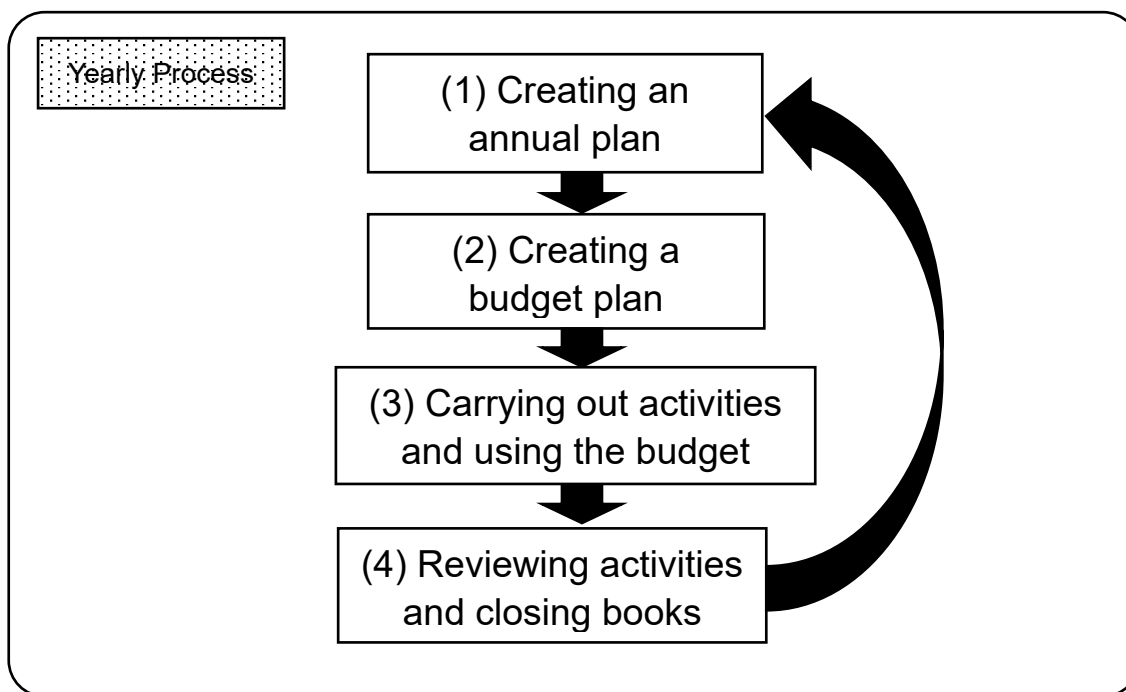 Yearly Process
(1) Creating an
annual plan
(2) Creating a
budget plan
(3) Carrying out activities
and using the budget
(4) Reviewing activities
and closing books